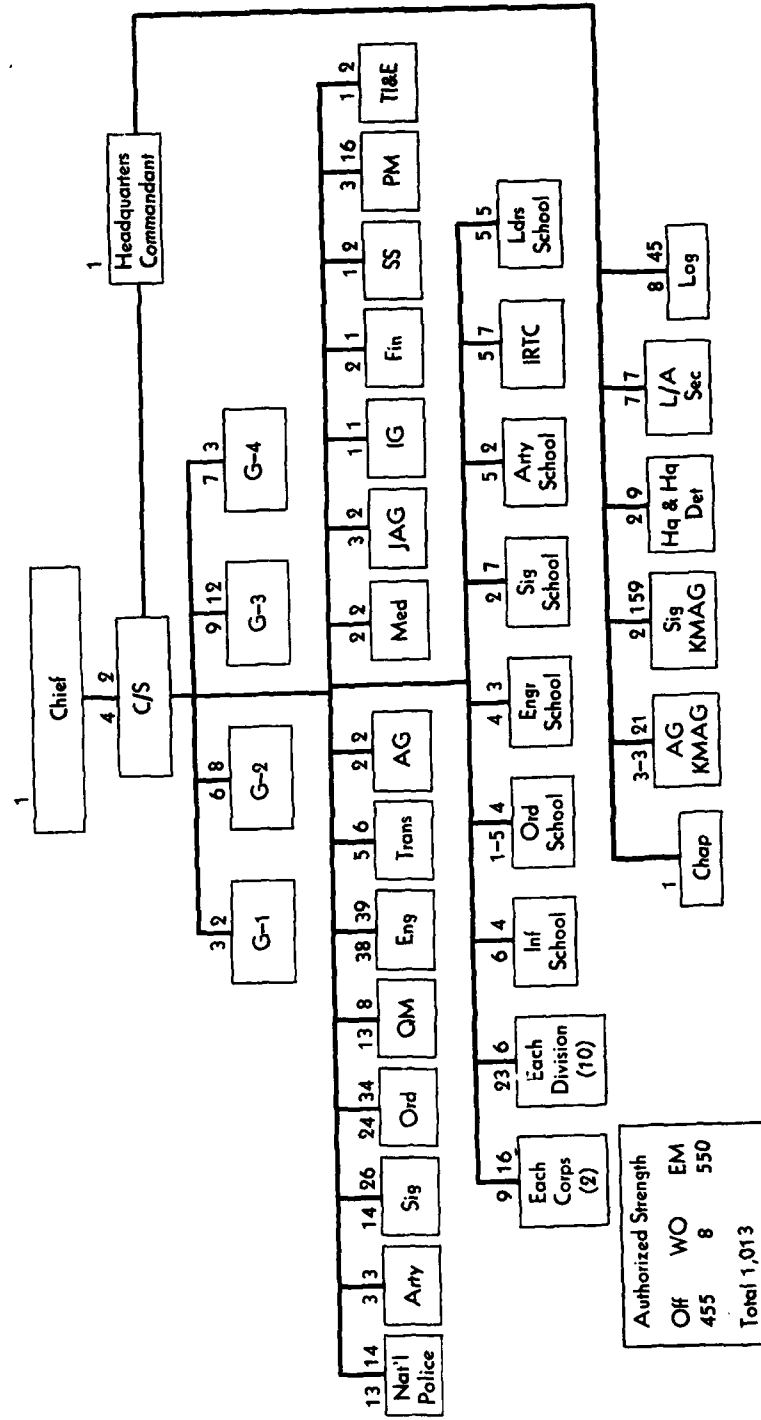 1
Chief
4 2
C/S
1
Headquarters
Commandant
3 2
G-1
6 8
G-2
9 12
G-3
7 3
G-4
13 14
Nat'l
Police
3 3
Arty
14 26
Sig
24 34
Ord
13 8
QM
38 39
Eng
5 6
Trans
2 2
AG
2 2
Med
3 2
JAG
1 1
IG
2 1
Fin
1 2
SS
3 16
PM
1 2
TI&E
9 16
Each
Corps
(2)
23 6
Each
Division
(10)
6 4
Inf
School
1-5 4
Ord
School
4 3
Engr
School
2 7
Sig
School
5 2
Arty
School
5 7
IRTC
5 5
Ldrs
School
1
Chap
3-3 21
AG
KMAG
2 159
Sig
KMAG
2 9
Hq & Hq
Det
7 7
L/A
Sec
8 45
Log
Authorized Strength
Off WO EM
455 8 550
Total 1,013